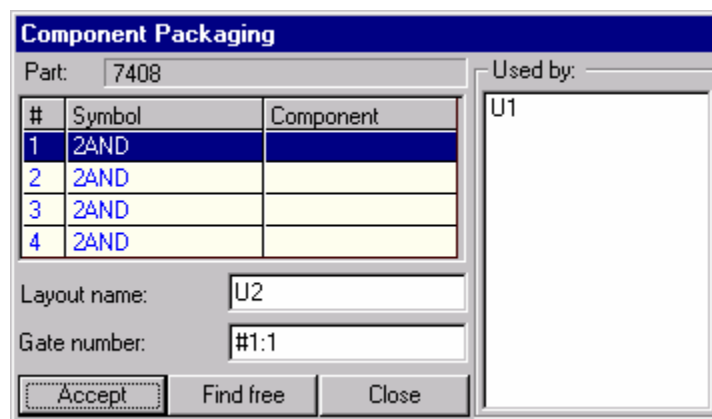 Component Packaging
Part: 7408
Used by:
U1
# Symbol Component
1 2AND
2 2AND
3 2AND
4 2AND
Layout name: U2
Gate number: #1:1
Accept Find free Close